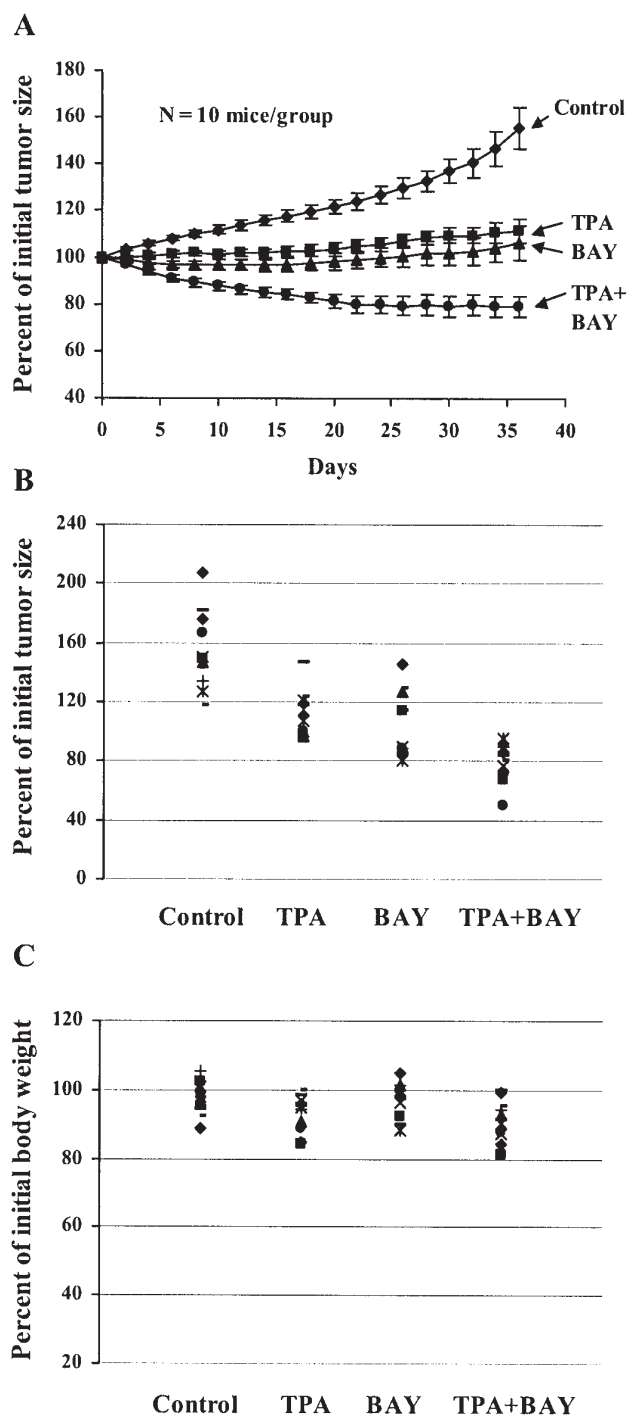 A
Percent of initial tumor size
180
160
140
120
100
80
60
40
N = 10 mice/group
Control
TPA
BAY
TPA+
BAY
0 5 10 15 20 25 30 35 40
Days
B
Percent of initial tumor size
240
200
160
120
80
40
0
Control TPA BAY TPA+BAY
C
Percent of initial body weight
120
100
80
60
40
20
Control TPA BAY TPA+BAY